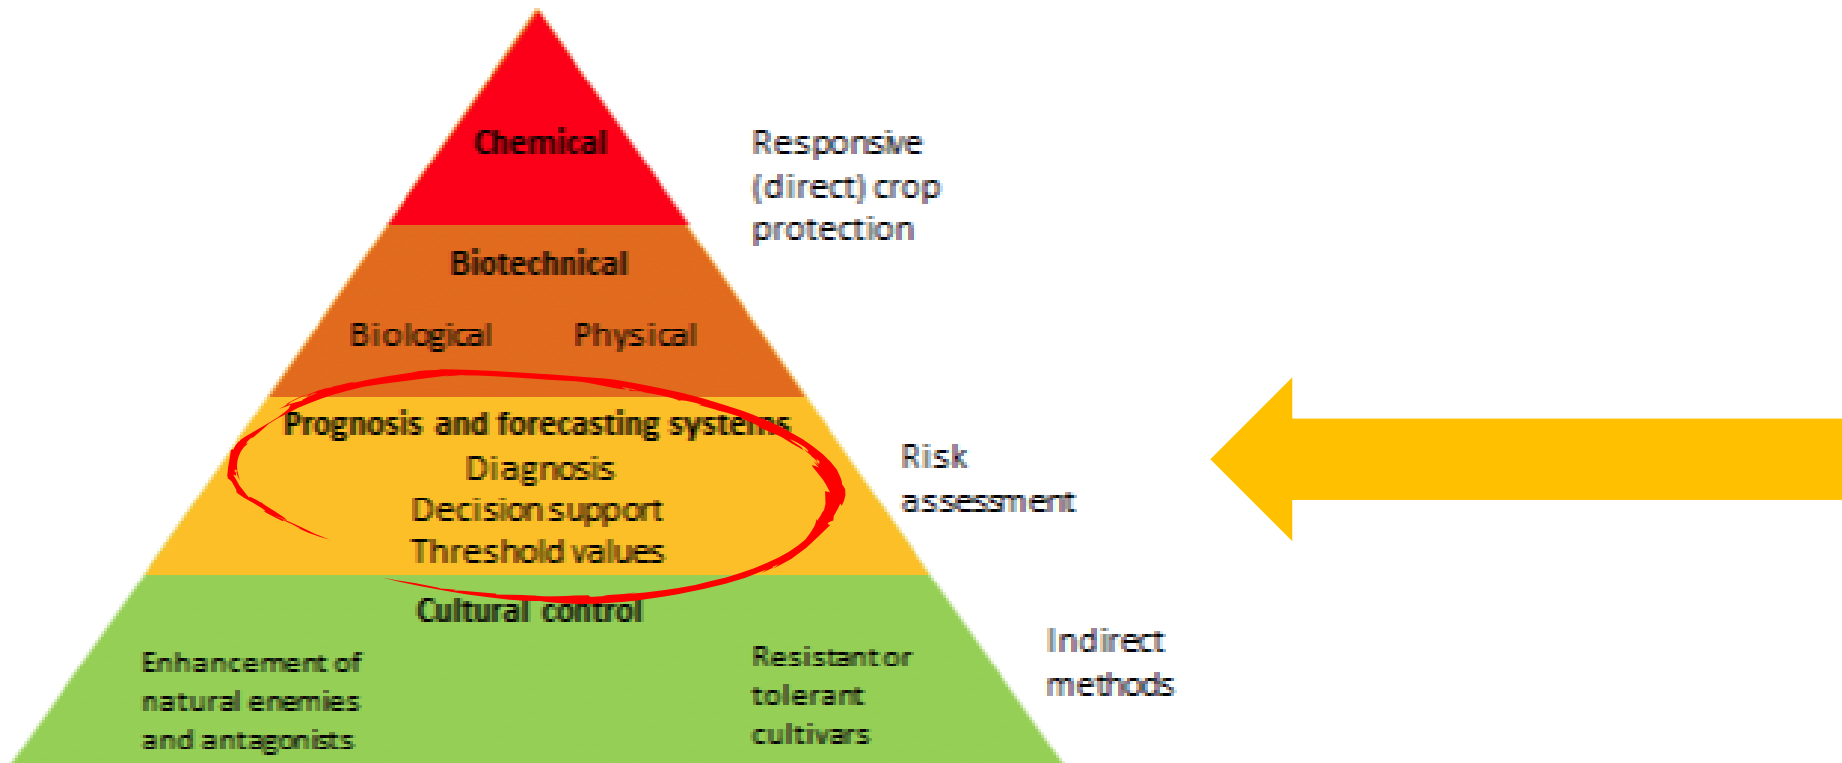 Chemical
Responsive
(direct) crop
protection
Biotechnical
Biological Physical
Prognosis and forecasting systems
Diagnosis
Decision support
Threshold values
Risk
assessment
Cultural control
Enhancement of
natural enemies
and antagonists
Resistant or
tolerant
cultivars
Indirect
methods